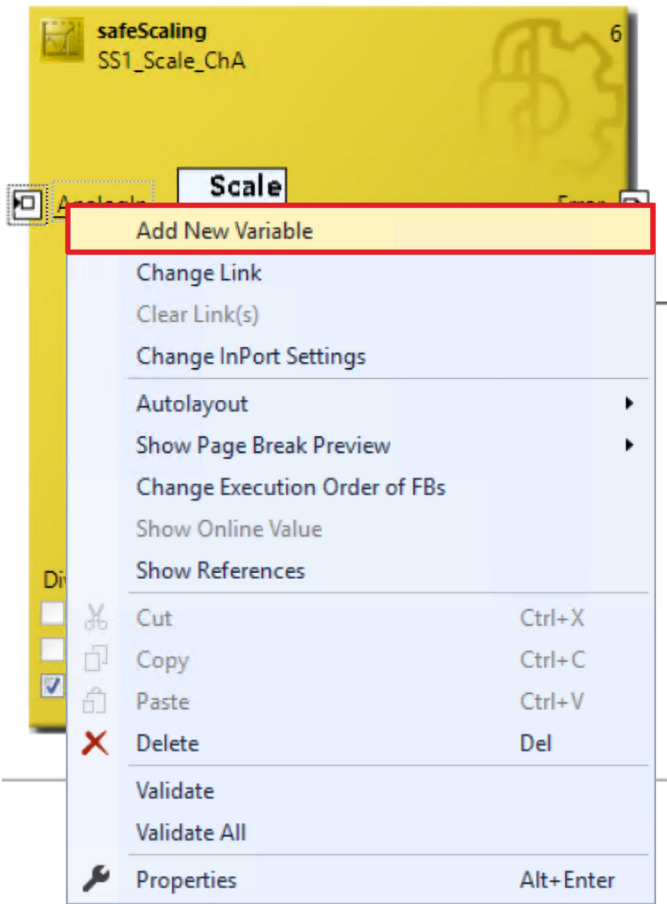 safeScaling 6
SS1_Scale_ChA
Scale
Add New Variable
Change Link
Clear Link(s)
Change InPort Settings
Autolayout
Show Page Break Preview
Change Execution Order of FBs
Show Online Value
Show References
Cut Ctrl+X
Copy Ctrl+C
Paste Ctrl+V
Delete Del
Validate
Validate All
Properties Alt+Enter